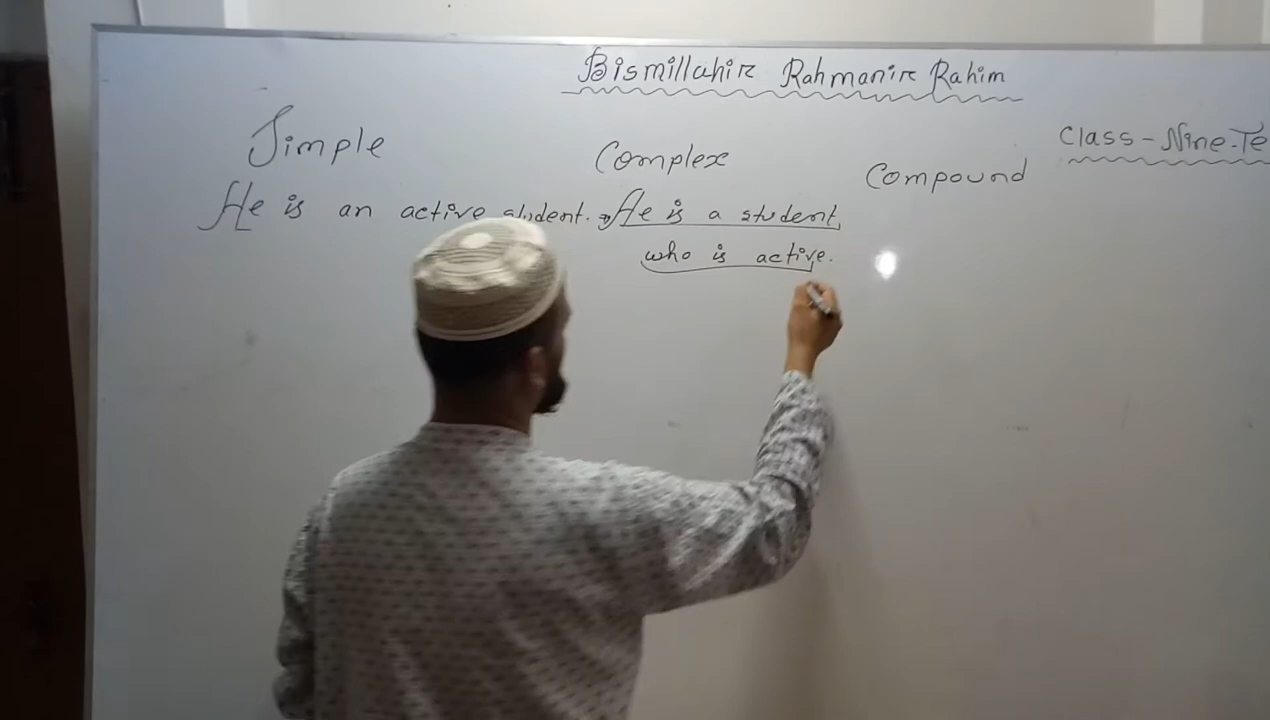 Bismillahir Rahmanir Rahim
Class-Nine-Te
Simple
Complex
Compound
He is an active student.
He is a student,
who is active.